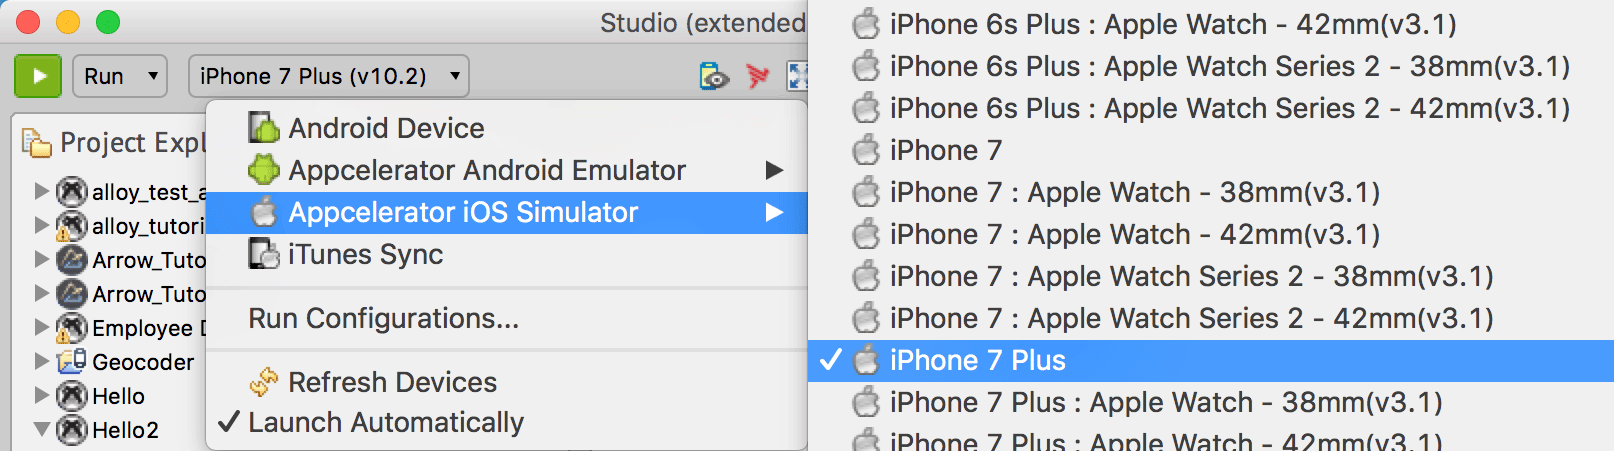 Studio (extended
Run
iPhone 7 Plus (v10.2)
Project Expl
alloy_test_a
alloy_tutori
Arrow_Tuto
Arrow_Tuto
Employee D
Geocoder
Hello
Hello2
Android Device
Appcelerator Android Emulator
Appcelerator iOS Simulator
iTunes Sync
Run Configurations...
Refresh Devices
Launch Automatically
iPhone 6s Plus : Apple Watch - 42mm(v3.1)
iPhone 6s Plus : Apple Watch Series 2 - 38mm(v3.1)
iPhone 6s Plus : Apple Watch Series 2 - 42mm(v3.1)
iPhone 7
iPhone 7 : Apple Watch - 38mm(v3.1)
iPhone 7 : Apple Watch - 42mm(v3.1)
iPhone 7 : Apple Watch Series 2 - 38mm(v3.1)
iPhone 7 : Apple Watch Series 2 - 42mm(v3.1)
iPhone 7 Plus
iPhone 7 Plus : Apple Watch - 38mm(v3.1)
iPhone 7 Plus : Apple Watch - 42mm(v3.1)